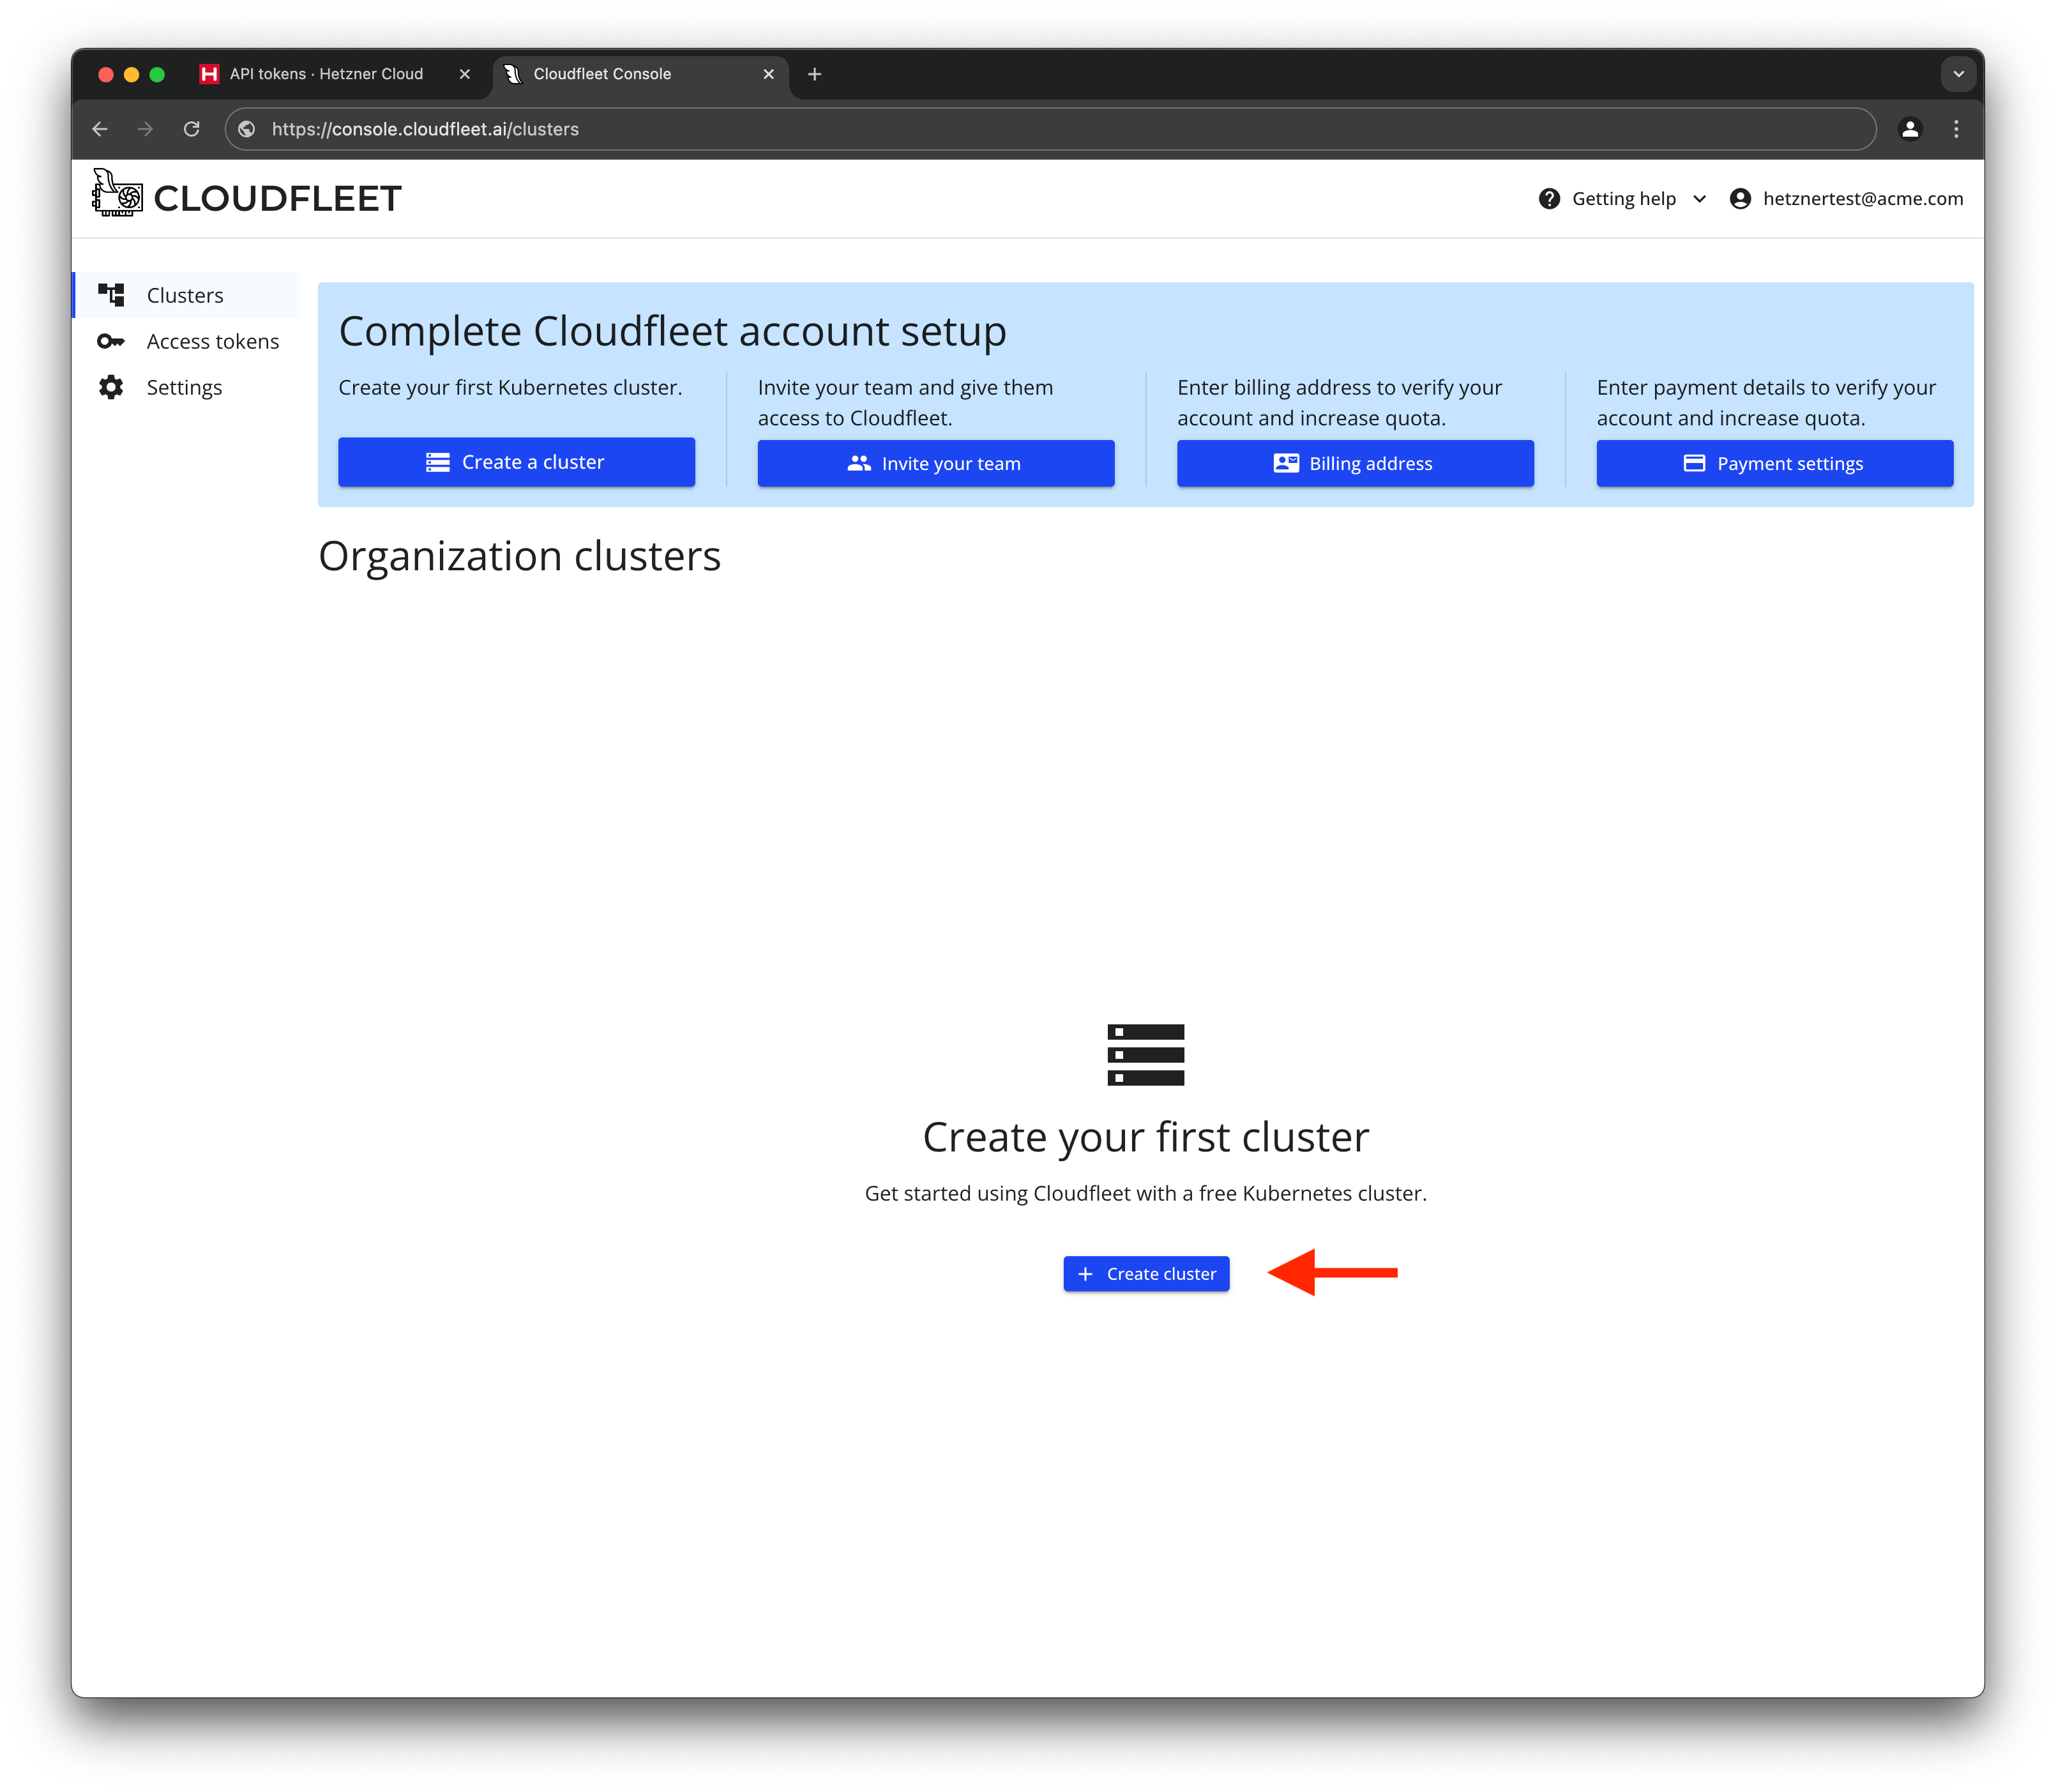 API tokens · Hetzner Cloud
Cloudfleet Console
https://console.cloudfleet.ai/clusters
CLOUDFLEET
Getting help
hetznertest@acme.com
Clusters
Access tokens
Settings
Complete Cloudfleet account setup
Create your first Kubernetes cluster.
Create a cluster
Invite your team and give them
access to Cloudfleet.
Invite your team
Enter billing address to verify your
account and increase quota.
Billing address
Enter payment details to verify your
account and increase quota.
Payment settings
Organization clusters
Create your first cluster
Get started using Cloudfleet with a free Kubernetes cluster.
Create cluster